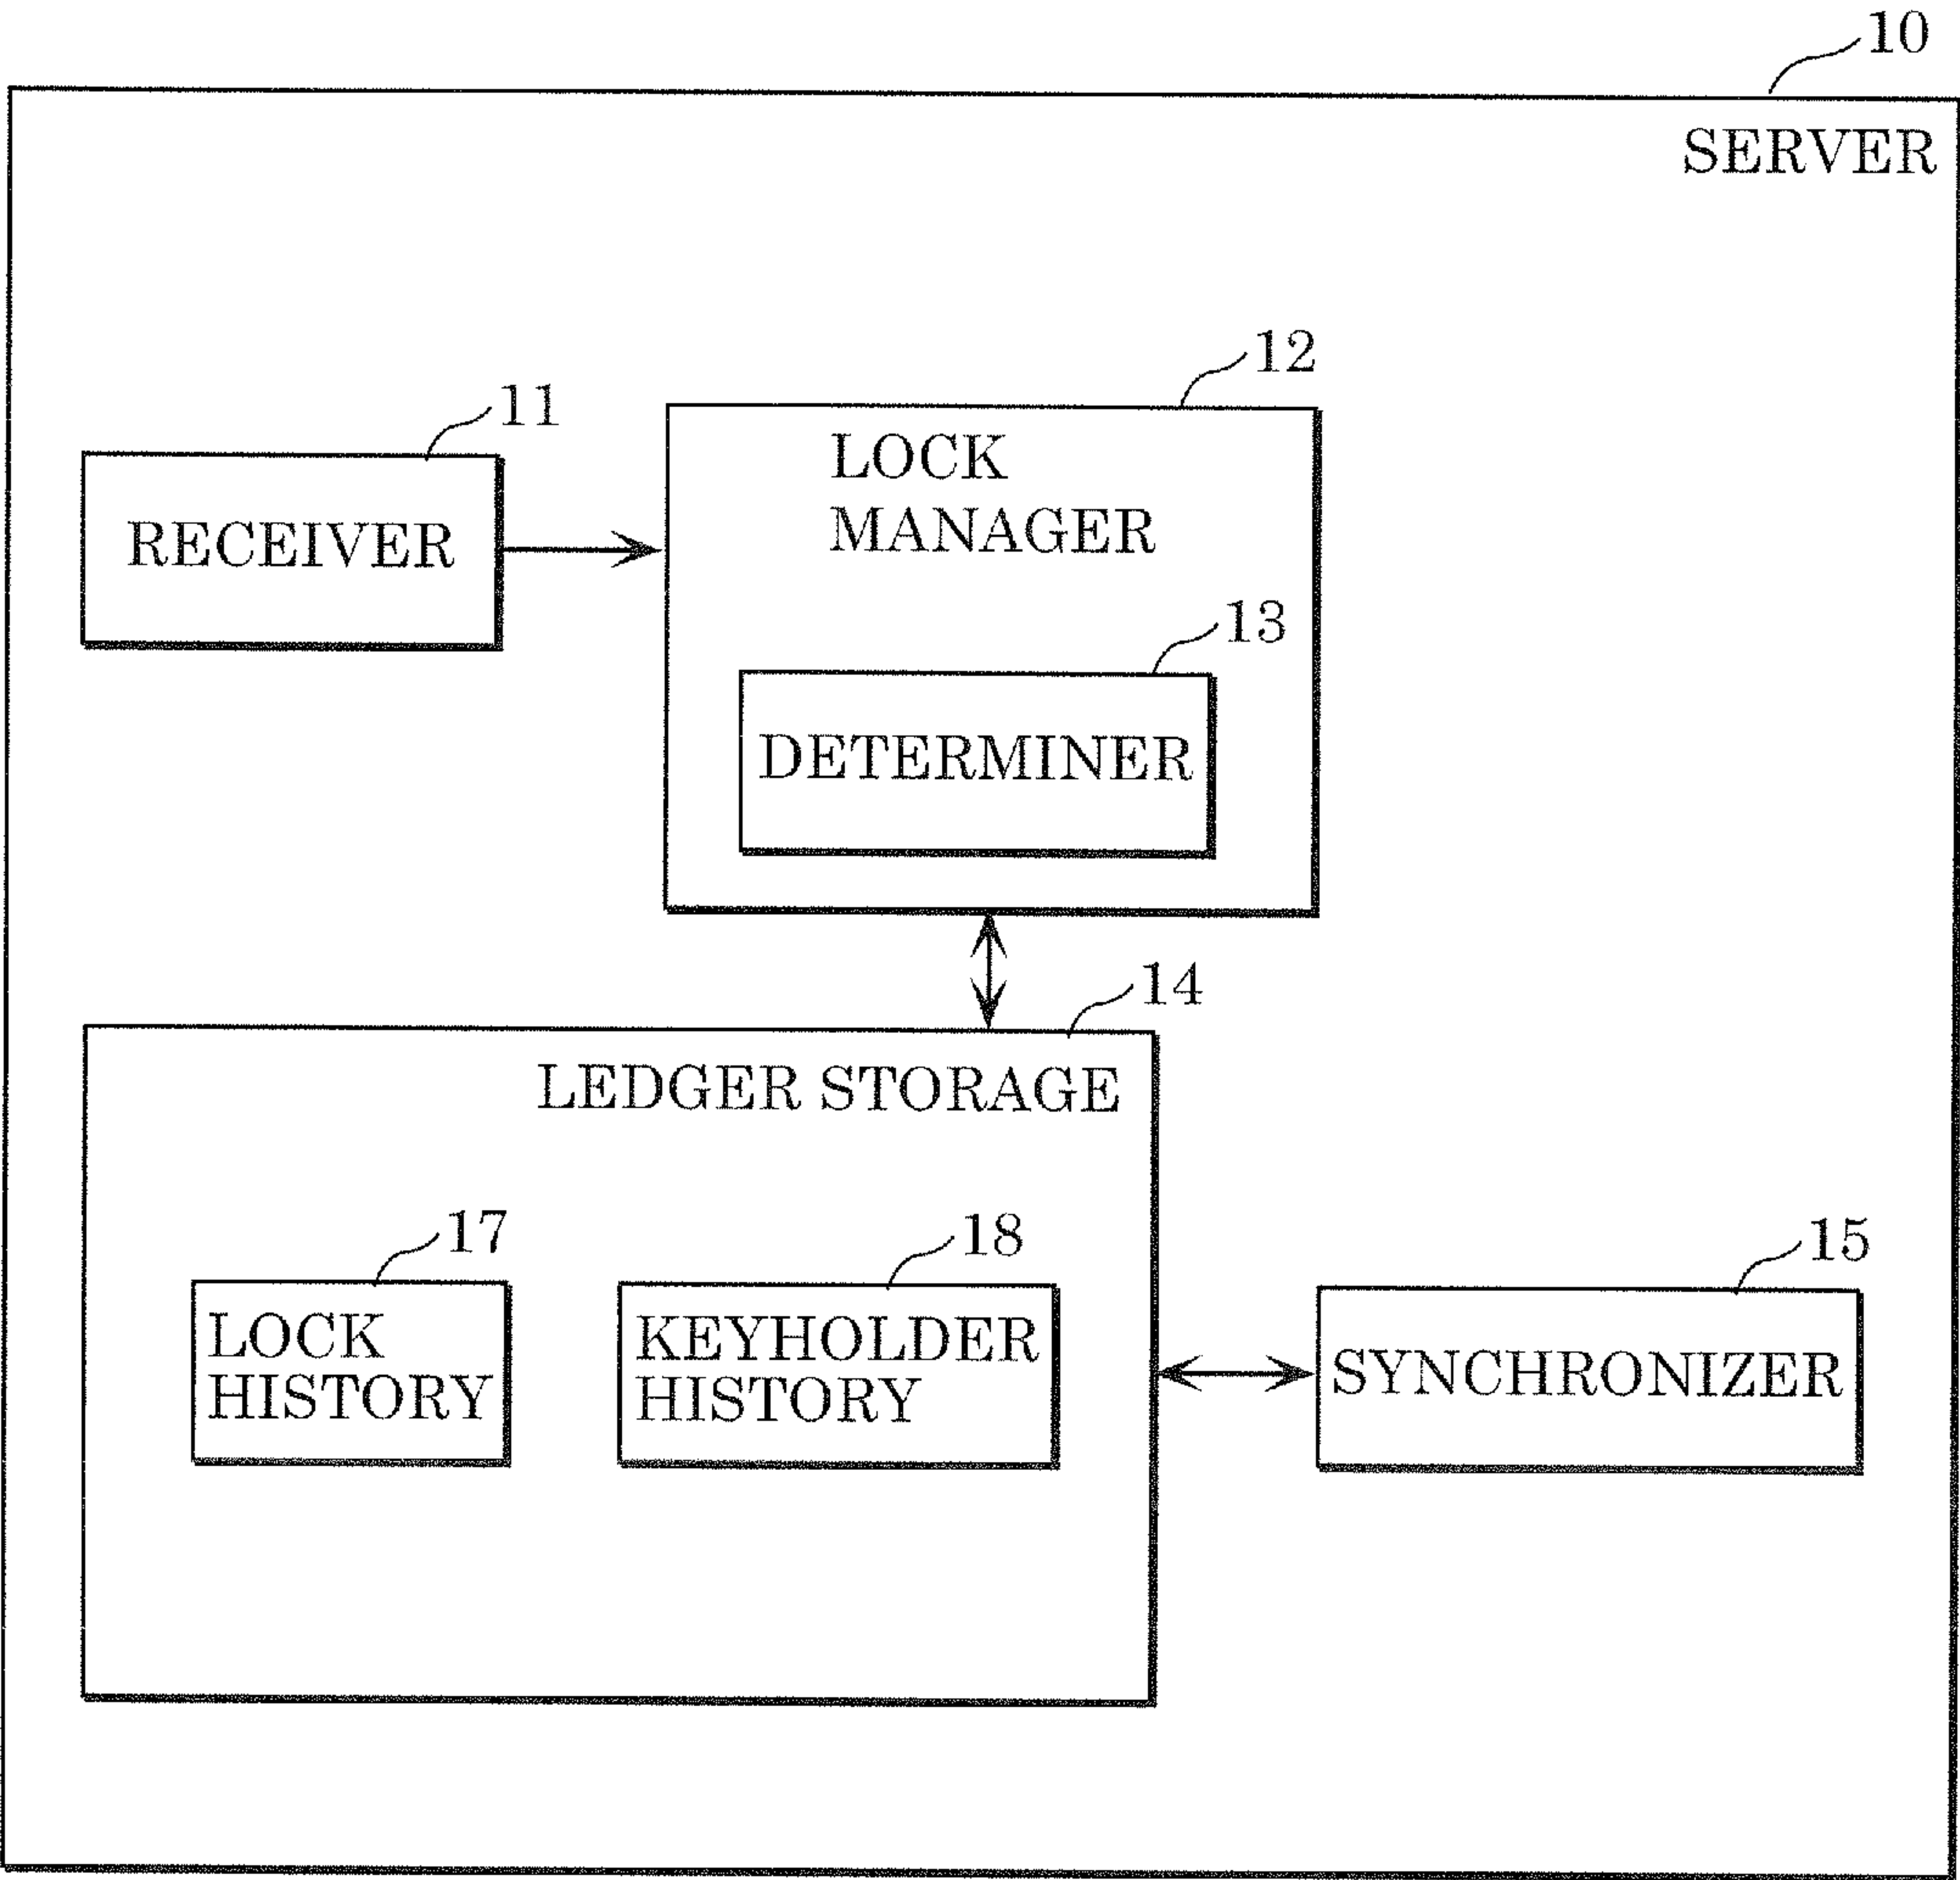 10
SERVER
12
11
LOCK
MANAGER
RECEIVER
13
DETERMINER
14
LEDGER STORAGE
17
18
15
LOCK
HISTORY
KEYHOLDER
HISTORY
SYNCHRONIZER